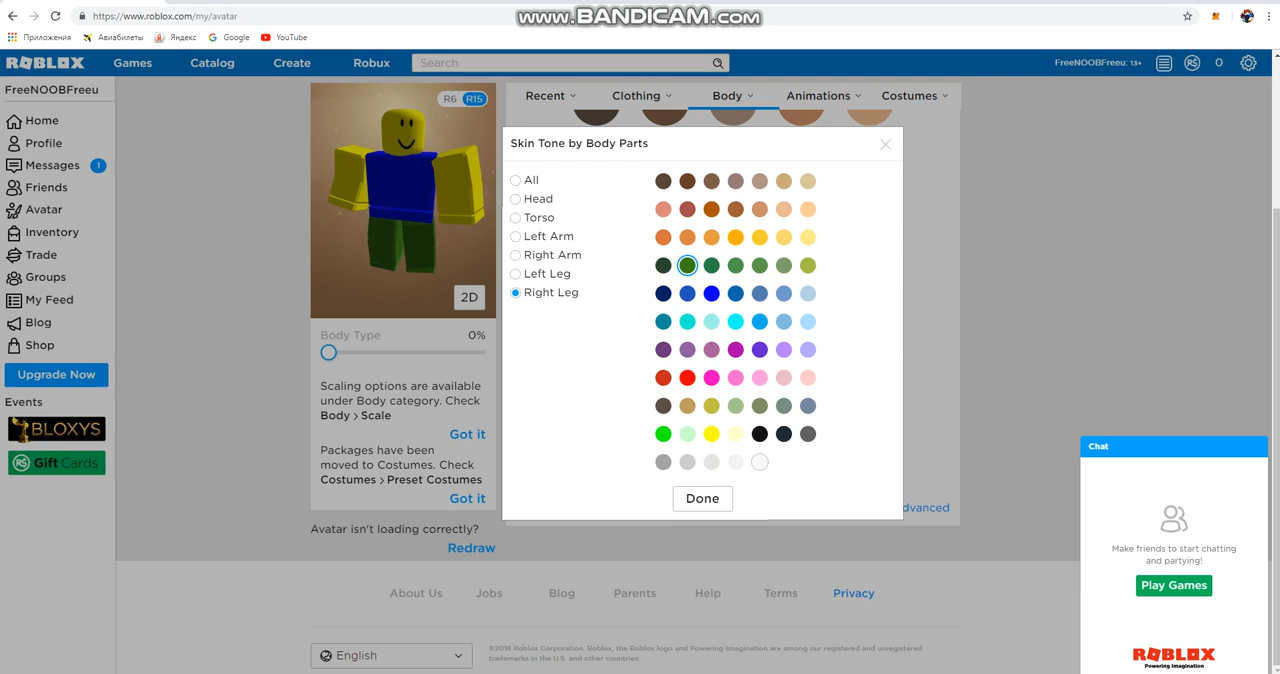 https://www.roblox.com/my/avatar
www.BANDICAM.com
Приложения Авиабилеты Яндекс Google YouTube
ROBLOX Games Catalog Create Robux Search FreeNOOBFreeu: 13+ 0
FreeNOOBFreeu
Home
Profile
Messages 1
Friends
Avatar
Inventory
Trade
Groups
My Feed
Blog
Shop
Upgrade Now
Events
BLOXYS
Gift Cards
R6 R15
2D
Body Type 0%
Scaling options are available
under Body category. Check
Body > Scale
Got it
Packages have been
moved to Costumes. Check
Costumes > Preset Costumes
Got it
Avatar isn't loading correctly?
Redraw
Recent Clothing Body Animations Costumes
Skin Tone by Body Parts
All
Head
Torso
Left Arm
Right Arm
Left Leg
Right Leg
Done
dvanced
About Us Jobs Blog Parents Help Terms Privacy
English
©2018 Roblox Corporation. Roblox, the Roblox logo and Powering Imagination are among our registered and unregistered
trademarks in the U.S. and other countries.
Chat
Make friends to start chatting
and partying!
Play Games
ROBLOX
Powering Imagination